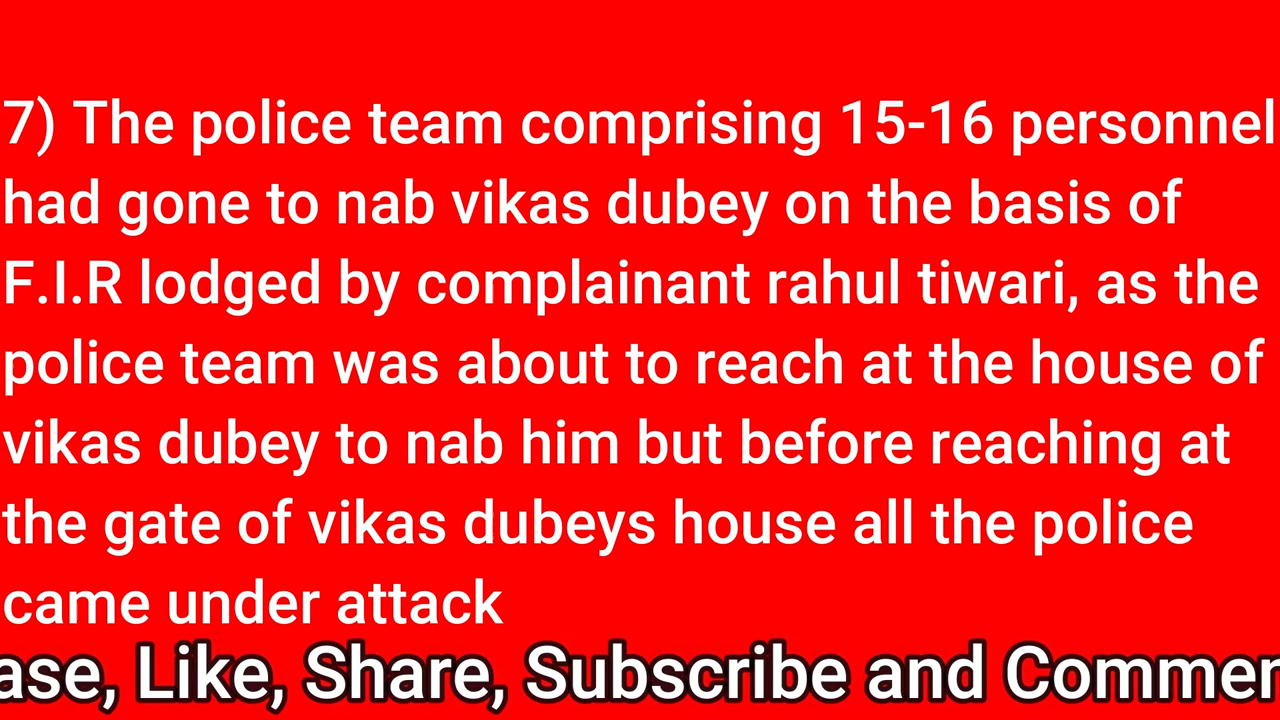 7) The police team comprising 15-16 personnel
had gone to nab vikas dubey on the basis of
F.I.R lodged by complainant rahul tiwari, as the
police team was about to reach at the house of
vikas dubey to nab him but before reaching at
the gate of vikas dubeys house all the police
came under attack
ase, Like, Share, Subscribe and Commen